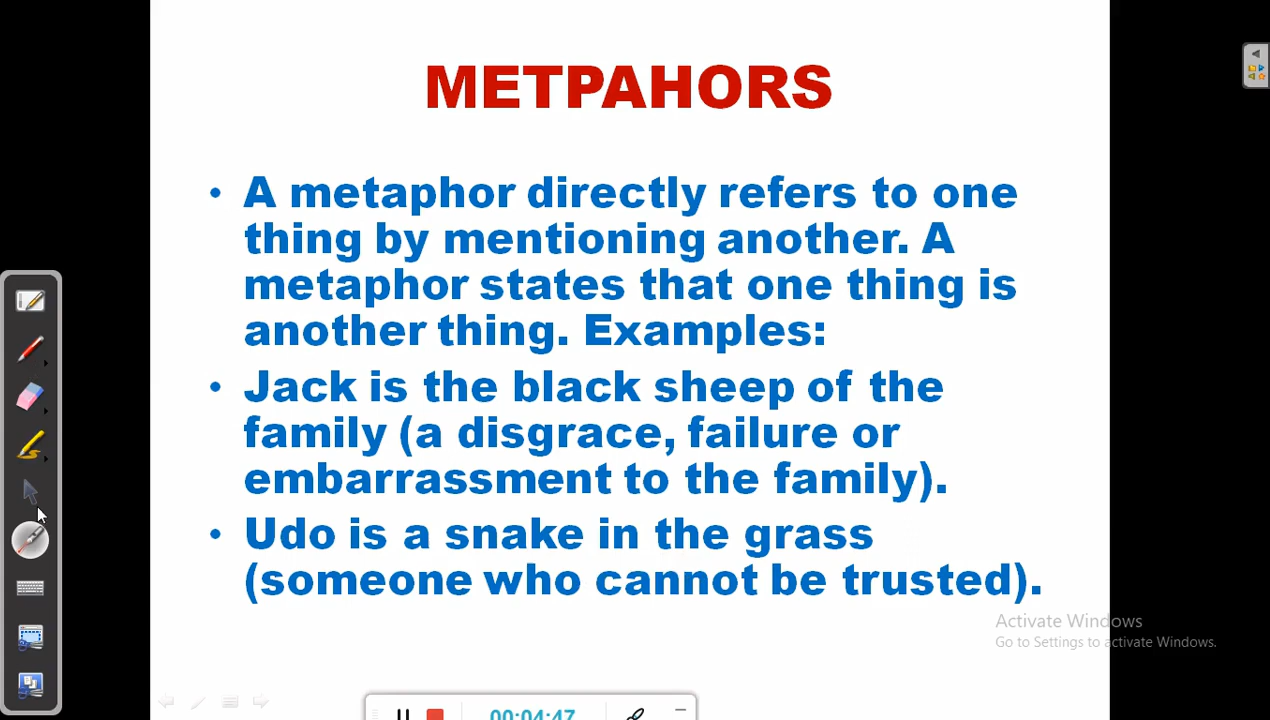 METPAHORS
• A metaphor directly refers to one
thing by mentioning another. A
metaphor states that one thing is
another thing. Examples:
• Jack is the black sheep of the
family (a disgrace, failure or
embarrassment to the family).
• Udo is a snake in the grass
(someone who cannot be trusted).
Activate Windows
Go to Settings to activate Windows.
00:04:47